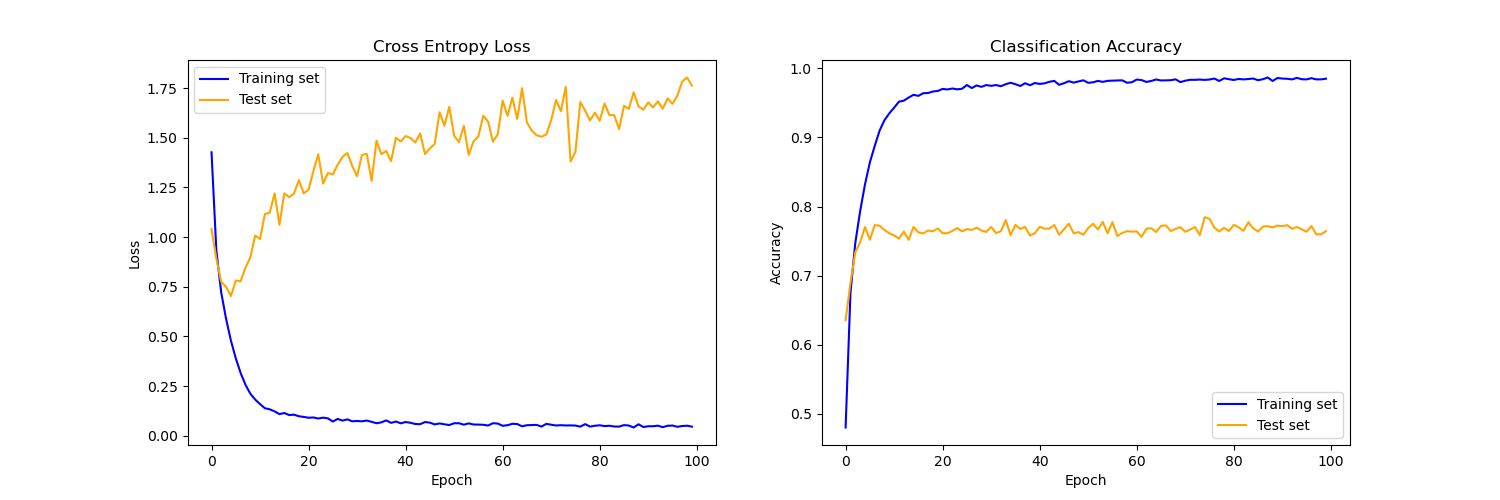 Cross Entropy Loss
Training set
Test set
1.75
1.50
1.25
1.00
0.75
0.50
0.25
0.00
Loss
0 20 40 60 80 100
Epoch
Classification Accuracy
1.0
0.9
0.8
0.7
0.6
0.5
Accuracy
Training set
Test set
0 20 40 60 80 100
Epoch